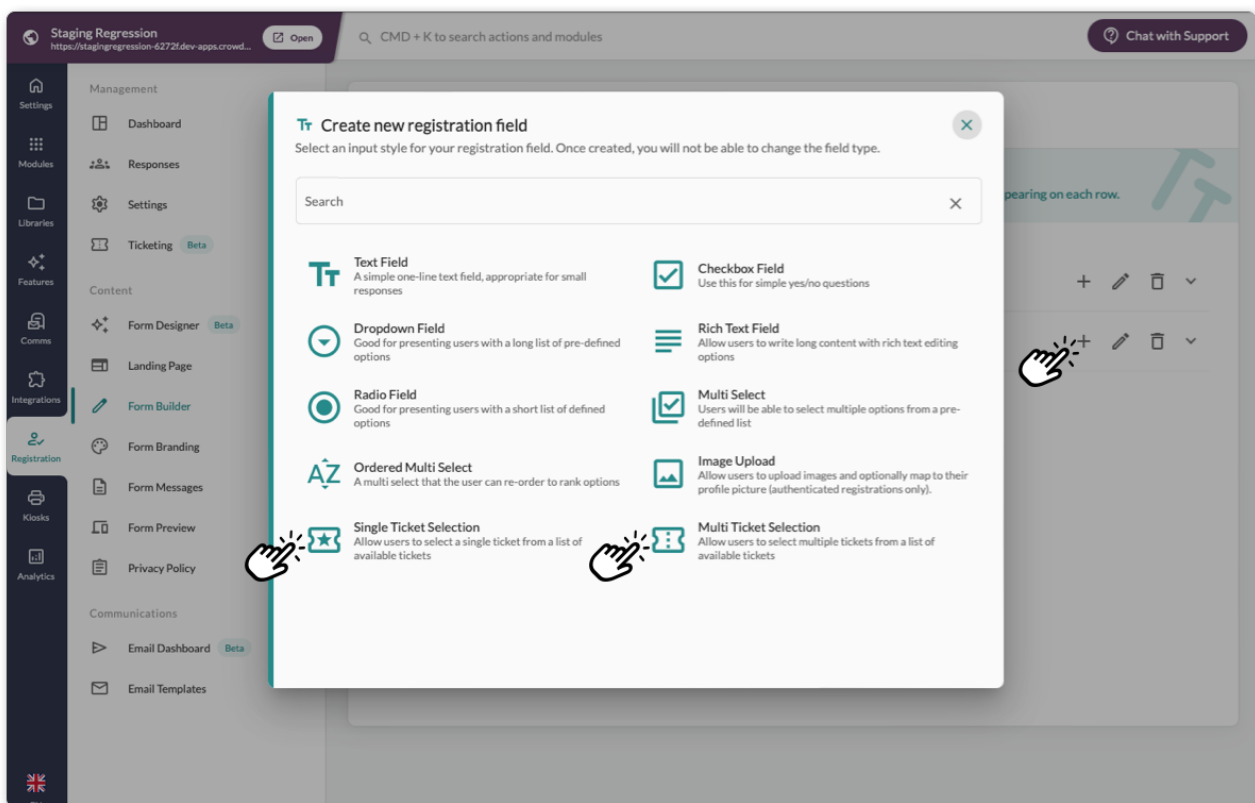 Staging Regression
https://stagingregression-6272f.dev-apps.crowd...
Open
CMD + K to search actions and modules
Chat with Support
Settings
Modules
Libraries
Features
Comms
Integrations
Registration
Kiosks
Analytics
Management
Dashboard
Responses
Settings
Ticketing Beta
Content
Form Designer Beta
Landing Page
Form Builder
Form Branding
Form Messages
Form Preview
Privacy Policy
Communications
Email Dashboard Beta
Email Templates
pearing on each row.
Create new registration field
Select an input style for your registration field. Once created, you will not be able to change the field type.
Search
Text Field
A simple one-line text field, appropriate for small
responses
Checkbox Field
Use this for simple yes/no questions
Dropdown Field
Good for presenting users with a long list of pre-defined
options
Rich Text Field
Allow users to write long content with rich text editing
options
Radio Field
Good for presenting users with a short list of defined
options
Multi Select
Users will be able to select multiple options from a pre-
defined list
Ordered Multi Select
A multi select that the user can re-order to rank options
Image Upload
Allow users to upload images and optionally map to their
profile picture (authenticated registrations only).
Single Ticket Selection
Allow users to select a single ticket from a list of
available tickets
Multi Ticket Selection
Allow users to select multiple tickets from a list of
available tickets